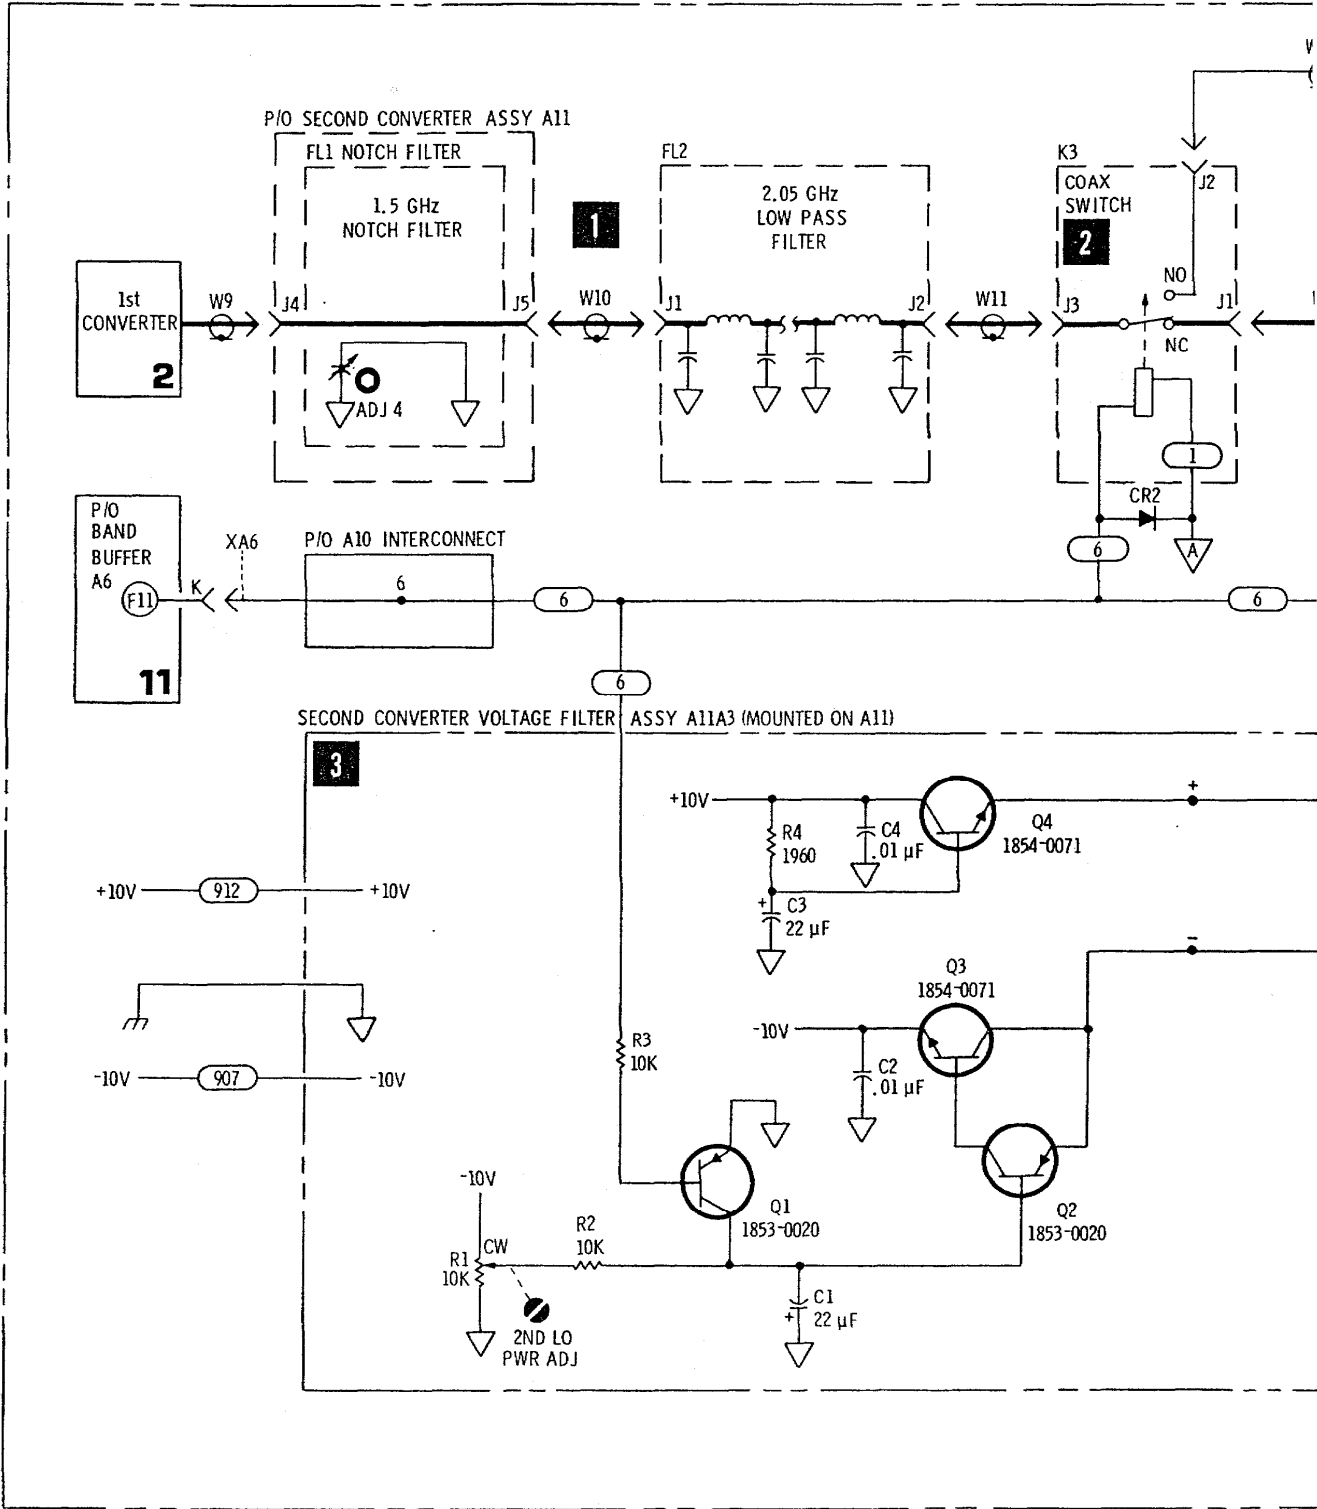 W
P/O SECOND CONVERTER ASSY A11
FL1 NOTCH FILTER
1.5 GHz
NOTCH FILTER
1
FL2
2.05 GHz
LOW PASS
FILTER
K3
COAX
SWITCH
2
J2
NO
1st
CONVERTER
2
W9
J4
J5
W10
J1
J2
W11
J3
J1
NC
ADJ 4
1
CR2
6
A
P/O
BAND
BUFFER
A6
F11
11
K
XA6
P/O A10 INTERCONNECT
6
6
6
6
SECOND CONVERTER VOLTAGE FILTER ASSY A11A3 (MOUNTED ON A11)
3
+10V
R4
1960
C4
.01 µF
Q4
1854-0071
+
+10V
912
+10V
+
C3
22 µF
-
Q3
1854-0071
-10V
C2
.01 µF
R3
10K
-10V
907
-10V
-10V
Q1
1853-0020
Q2
1853-0020
R1
10K
CW
R2
10K
C1
22 µF
+
2ND LO
PWR ADJ